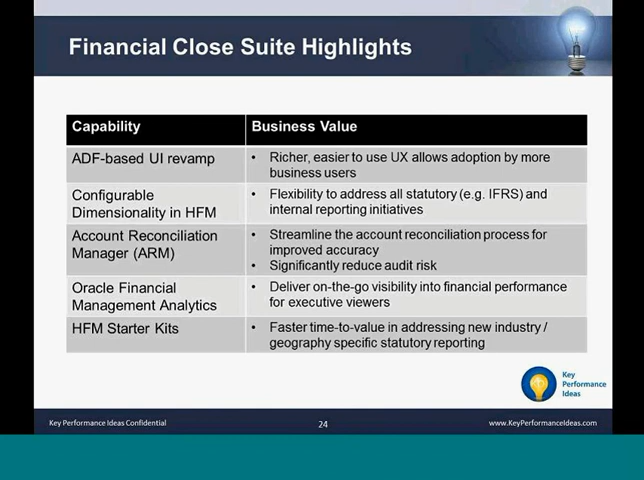 Financial Close Suite Highlights
Capability
Business Value
ADF-based UI revamp
• Richer, easier to use UX allows adoption by more
business users
Configurable
Dimensionality in HFM
• Flexibility to address all statutory (e.g. IFRS) and
internal reporting initiatives
Account Reconciliation
Manager (ARM)
• Streamline the account reconciliation process for
improved accuracy
• Significantly reduce audit risk
Oracle Financial
Management Analytics
• Deliver on-the-go visibility into financial performance
for executive viewers
HFM Starter Kits
• Faster time-to-value in addressing new industry /
geography specific statutory reporting
Key
Performance
Ideas
Key Performance Ideas Confidential
24
www.KeyPerformanceIdeas.com